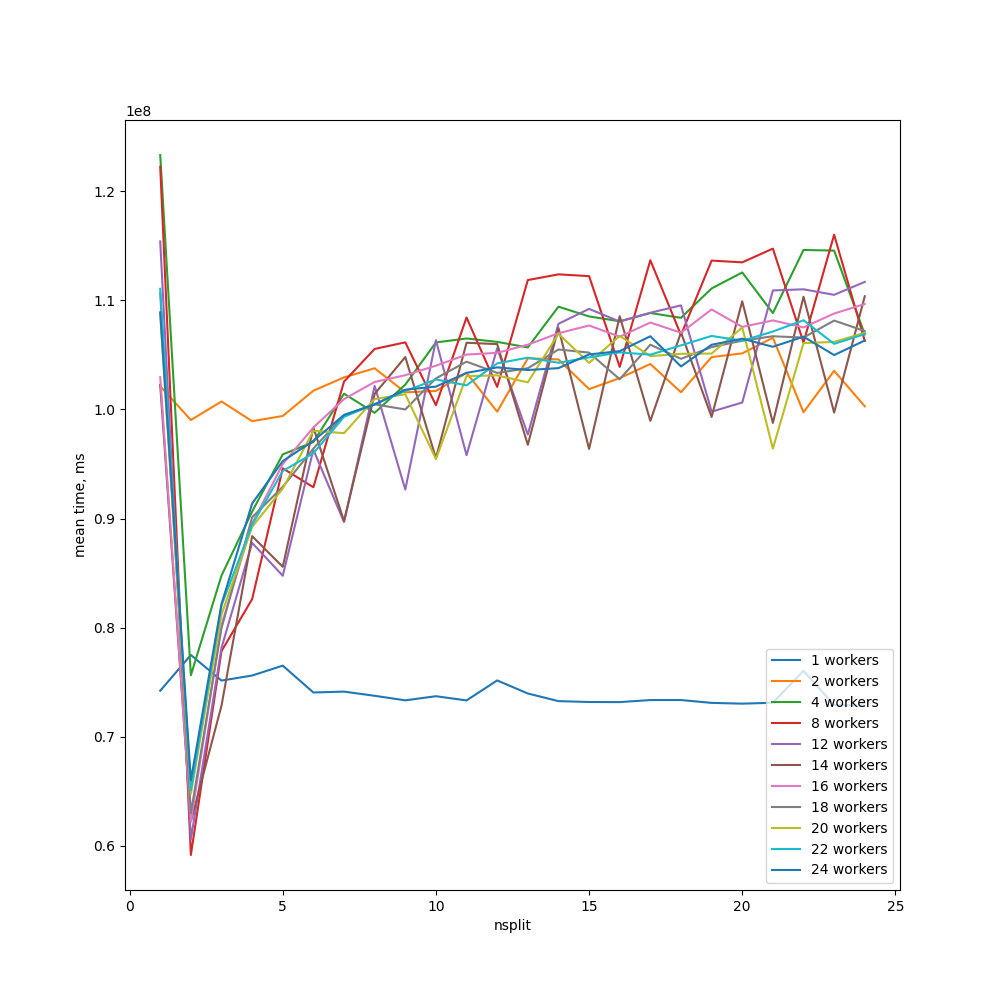 1e8
1.2
1.1
1.0
0.9
0.8
0.7
0.6
mean time, ms
0
5
10
15
20
25
nsplit
1 workers
2 workers
4 workers
8 workers
12 workers
14 workers
16 workers
18 workers
20 workers
22 workers
24 workers